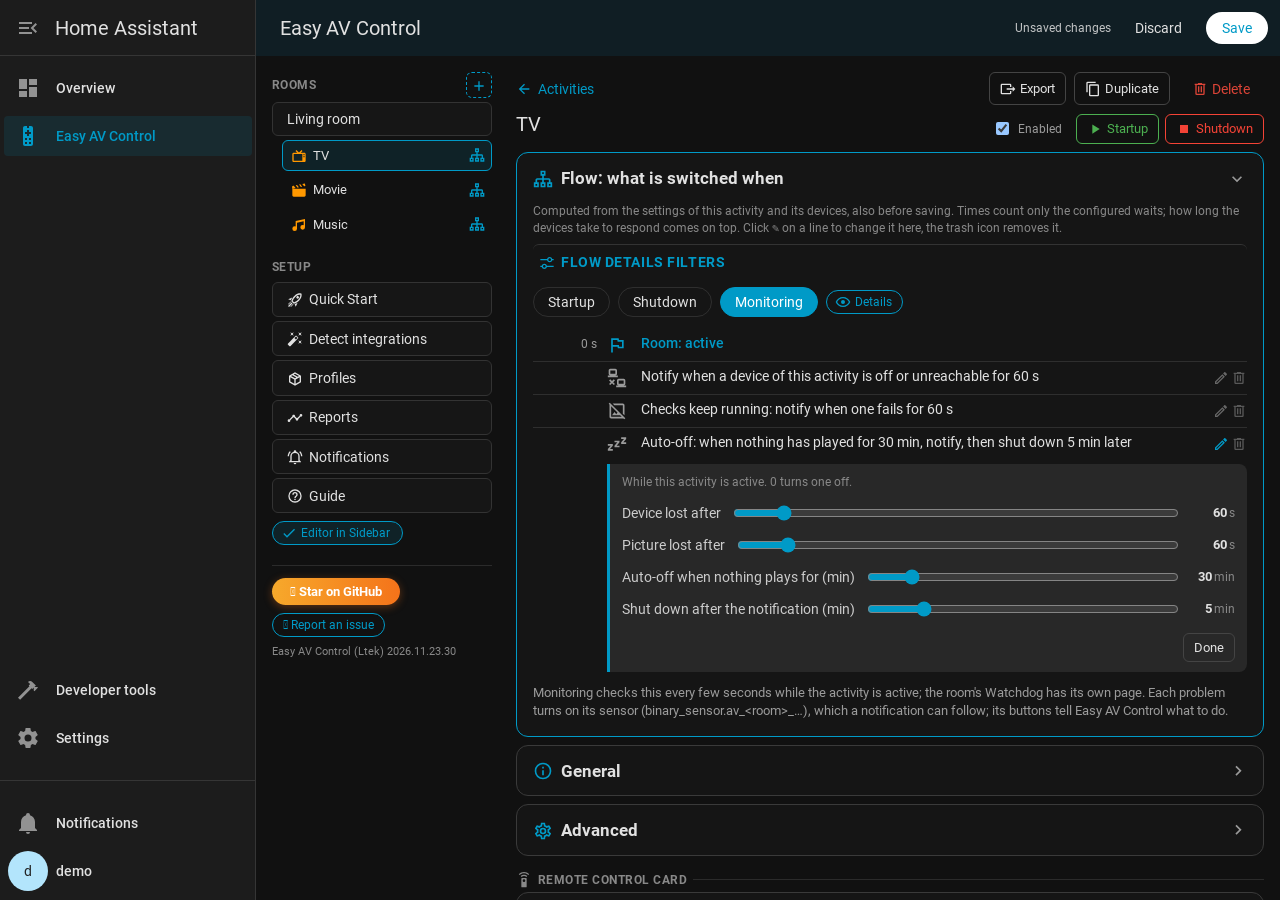 Home Assistant
Overview
Easy AV Control
Developer tools
Settings
Notifications
d
demo
Easy AV Control
Unsaved changes
Discard
Save
ROOMS
Living room
TV
Movie
Music
SETUP
Quick Start
Detect integrations
Profiles
Reports
Notifications
Guide
Editor in Sidebar
Star on GitHub
Report an issue
Easy AV Control (Ltek) 2026.11.23.30
Activities
Export
Duplicate
Delete
TV
Enabled
Startup
Shutdown
Flow: what is switched when
Computed from the settings of this activity and its devices, also before saving. Times count only the configured waits; how long the
devices take to respond comes on top. Click ✎ on a line to change it here, the trash icon removes it.
FLOW DETAILS FILTERS
Startup
Shutdown
Monitoring
Details
0 s
Room: active
Notify when a device of this activity is off or unreachable for 60 s
Checks keep running: notify when one fails for 60 s
Auto-off: when nothing has played for 30 min, notify, then shut down 5 min later
While this activity is active. 0 turns one off.
Device lost after
60 s
Picture lost after
60 s
Auto-off when nothing plays for (min)
30 min
Shut down after the notification (min)
5 min
Done
Monitoring checks this every few seconds while the activity is active; the room's Watchdog has its own page. Each problem
turns on its sensor (binary_sensor.av_<room>_…), which a notification can follow; its buttons tell Easy AV Control what to do.
General
Advanced
REMOTE CONTROL CARD